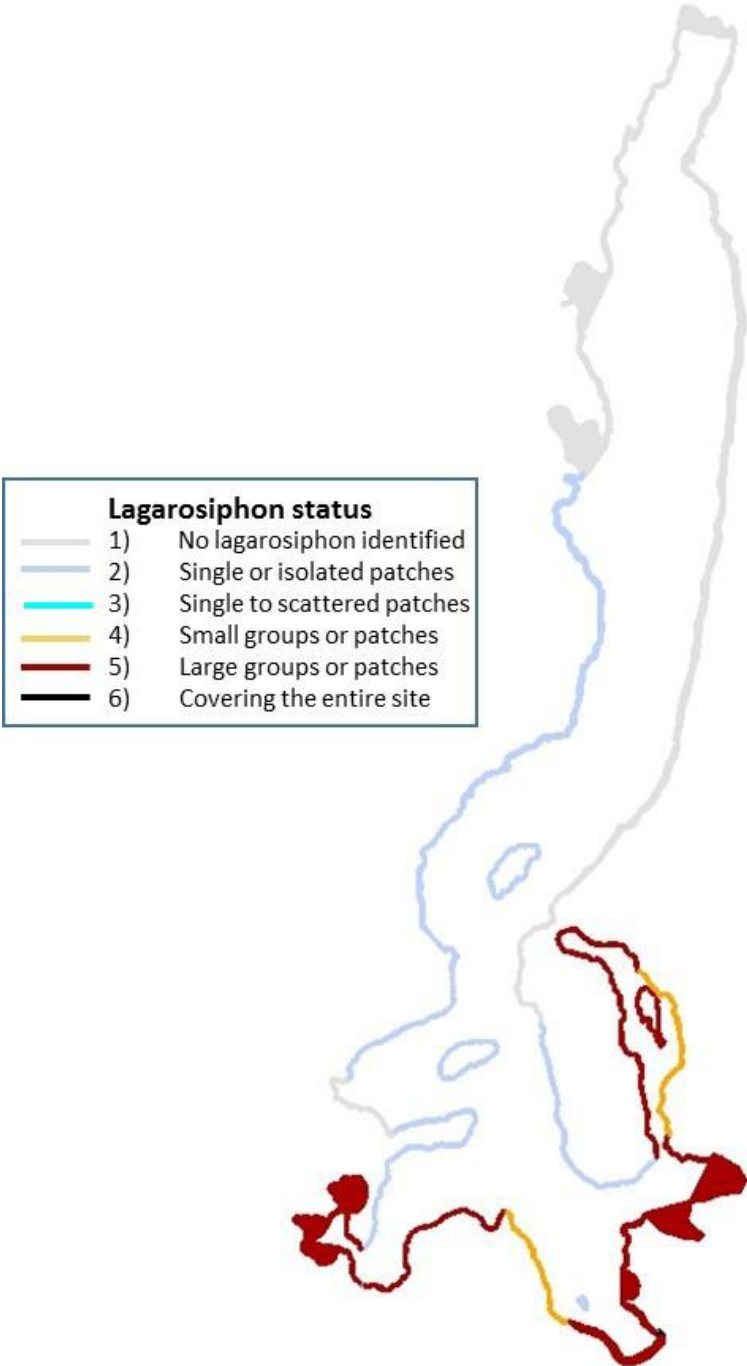 Lagarosiphon status
1) No lagarosiphon identified
2) Single or isolated patches
3) Single to scattered patches
4) Small groups or patches
5) Large groups or patches
6) Covering the entire site